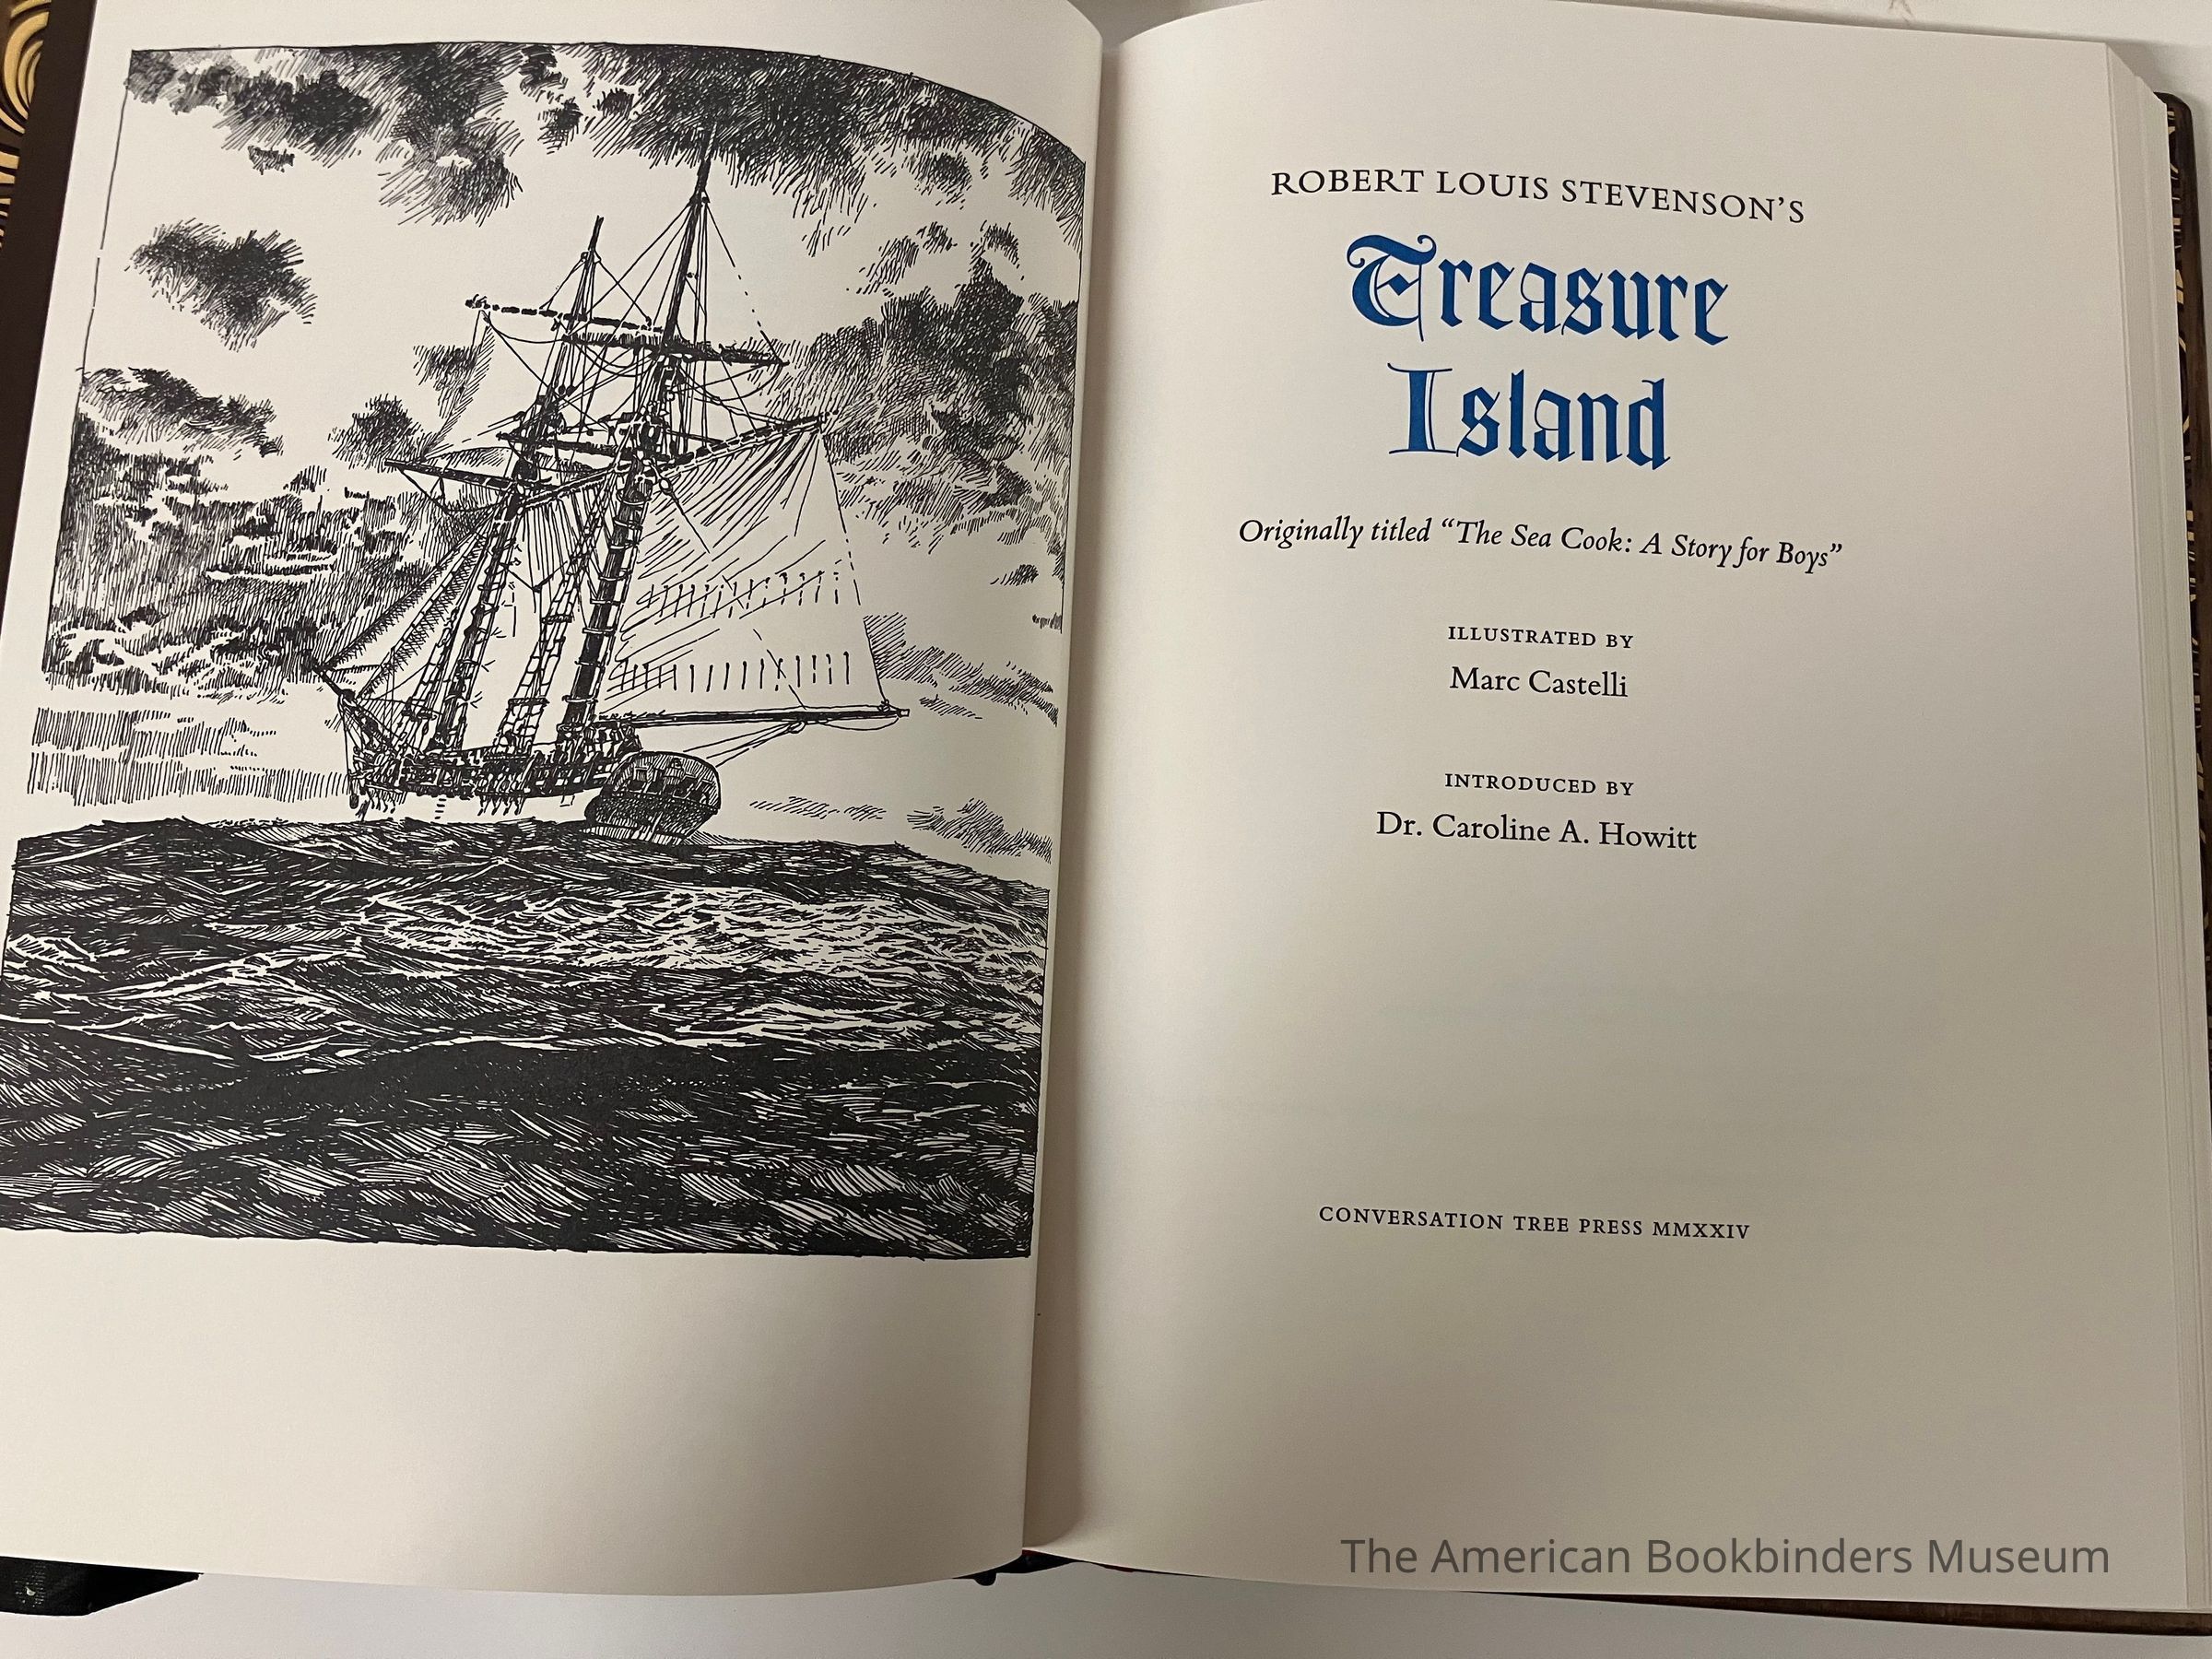 ROBERT LOUIS STEVENSON'S
Treasure
Island
Originally titled “The Sea Cook: A Story for Boys”
ILLUSTRATED BY
Marc Castelli
INTRODUCED BY
Dr. Caroline A. Howitt
CONVERSATION TREE PRESS MMXXIV
The American Bookbinders Museum